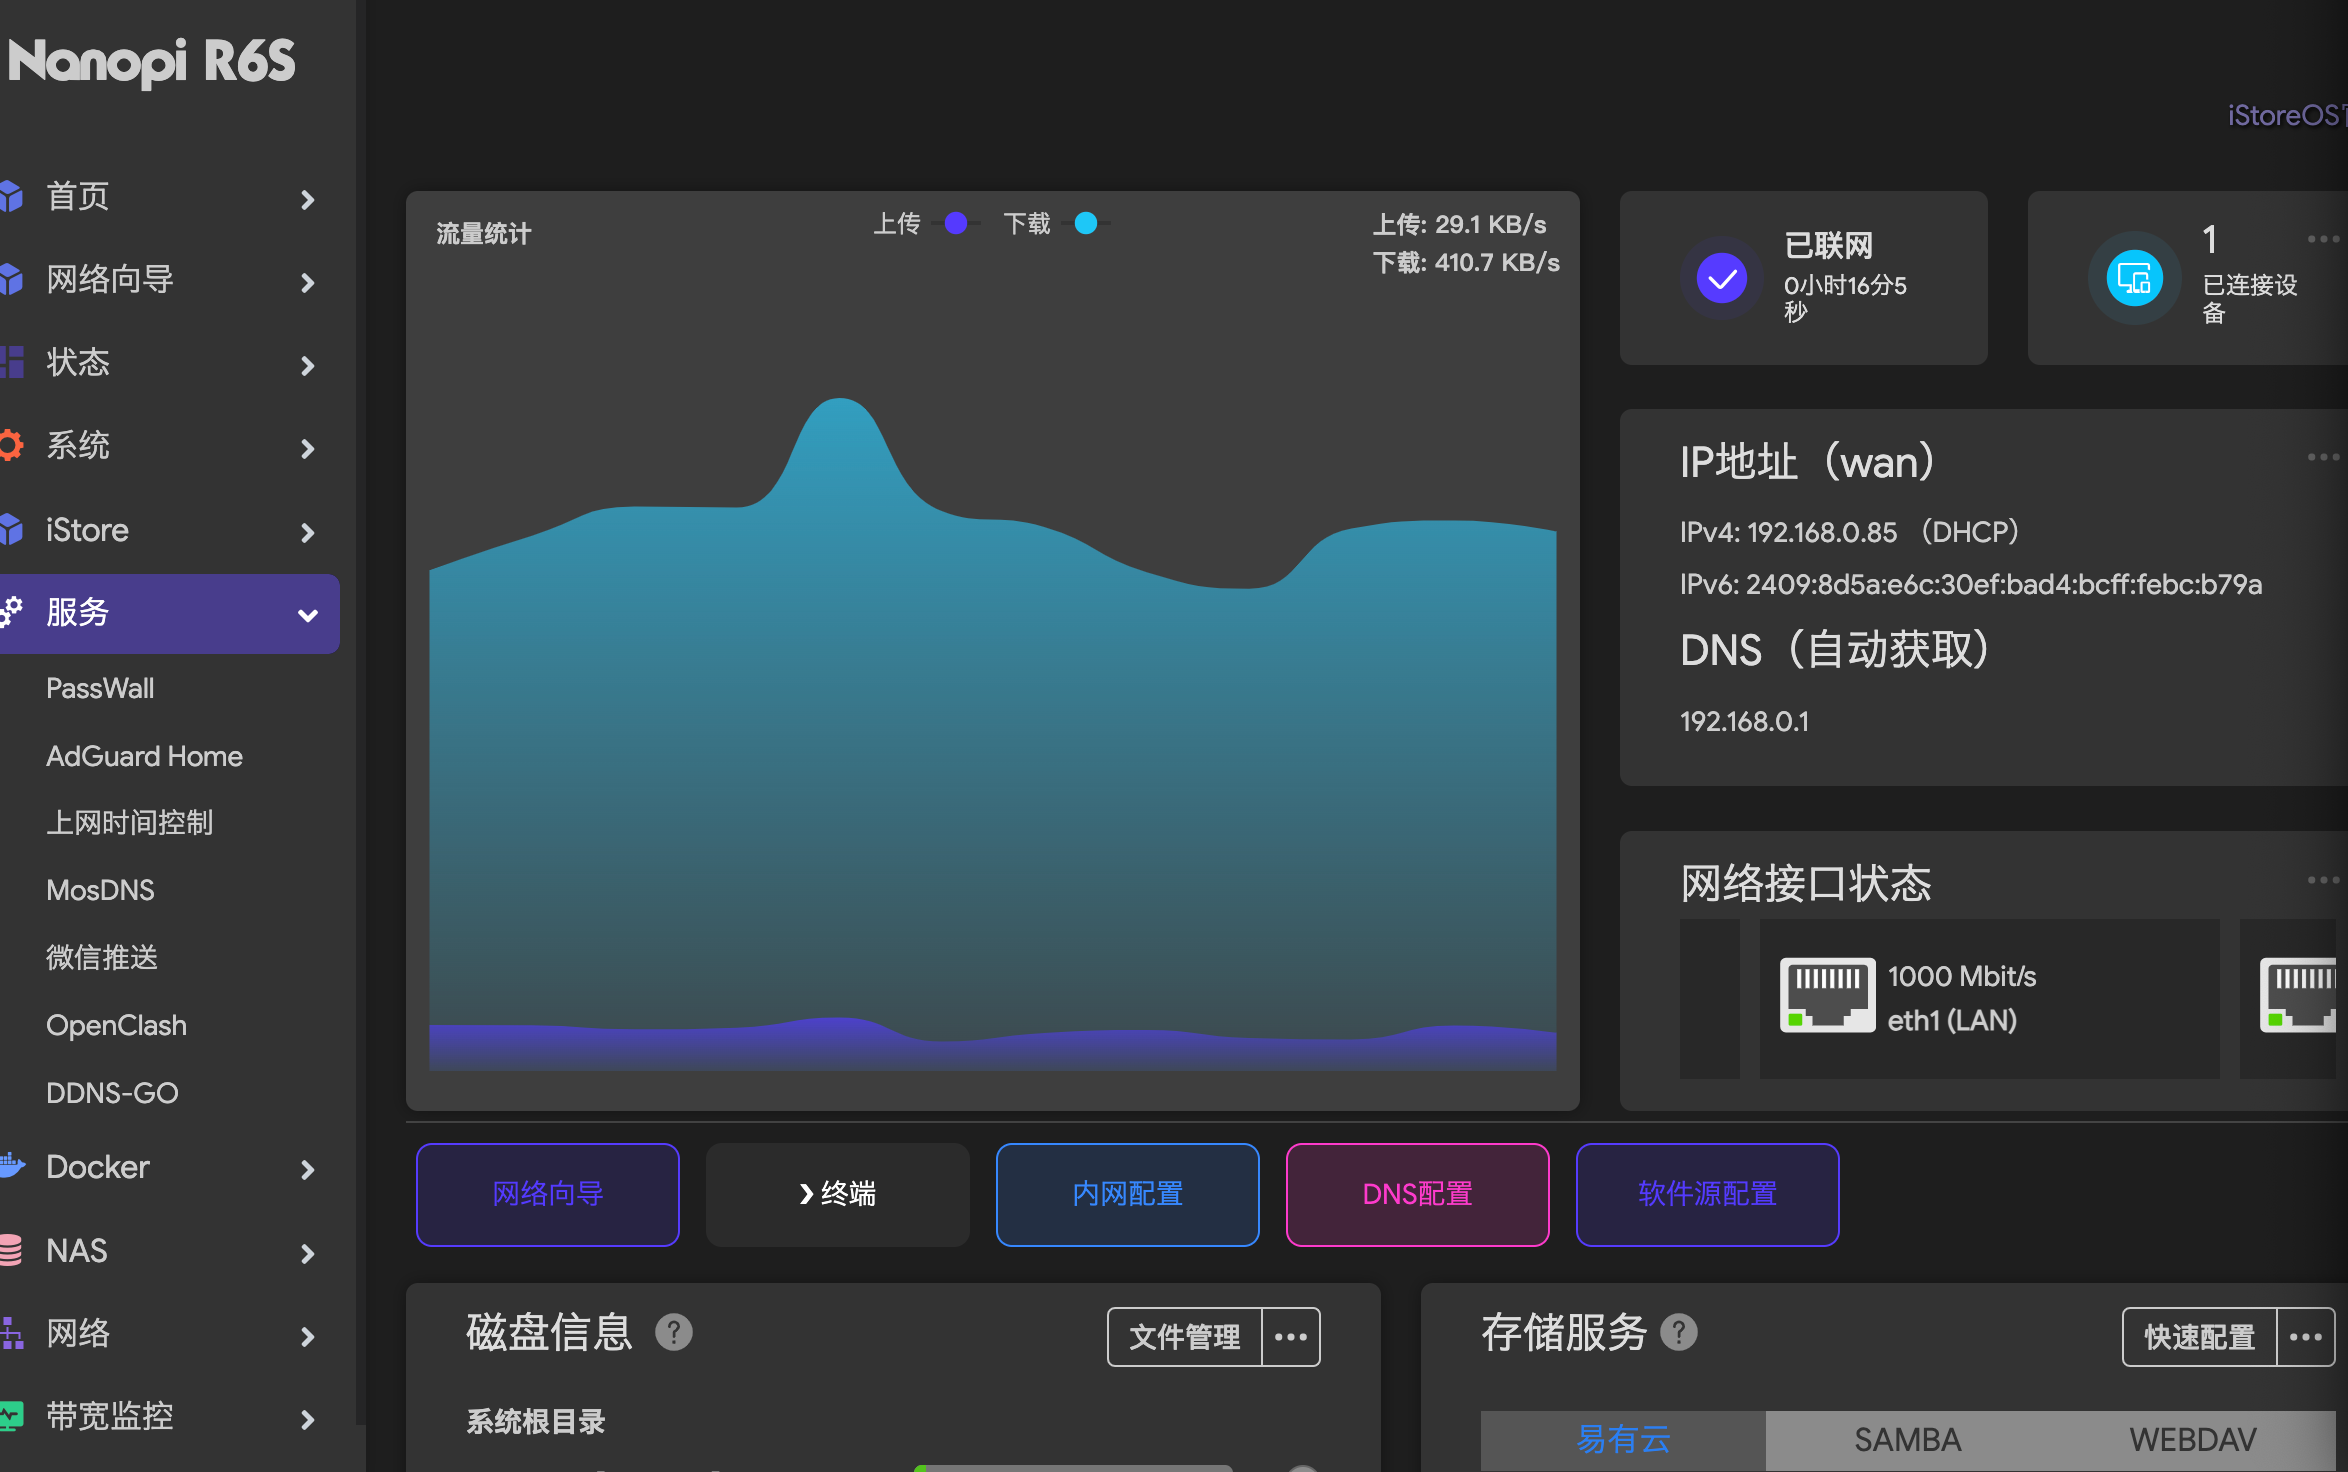 Nanopi R6S
首页
网络向导
状态
系统
iStore
服务
PassWall
AdGuard Home
上网时间控制
MosDNS
微信推送
OpenClash
DDNS-GO
Docker
NAS
网络
带宽监控
iStoreOS
流量统计
上传
下载
上传: 29.1 KB/s
下载: 410.7 KB/s
已联网
0小时16分5
秒
1
已连接设
备
IP地址（wan）
IPv4: 192.168.0.85 （DHCP）
IPv6: 2409:8d5a:e6c:30ef:bad4:bcff:febc:b79a
DNS（自动获取）
192.168.0.1
网络接口状态
1000 Mbit/s
eth1 (LAN)
网络向导
终端
内网配置
DNS配置
软件源配置
磁盘信息
文件管理
系统根目录
存储服务
快速配置
易有云
SAMBA
WEBDAV